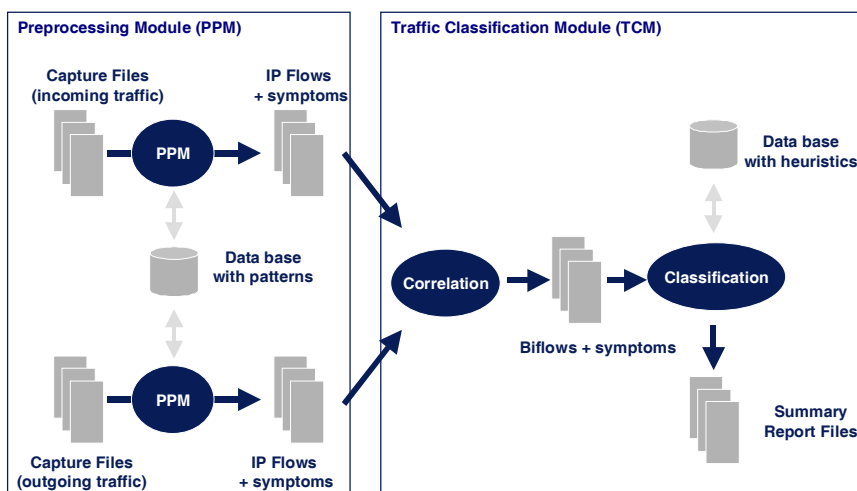 Preprocessing Module (PPM)
Capture Files
(incoming traffic)
IP Flows
+ symptoms
PPM
Data base
with patterns
PPM
Capture Files
(outgoing traffic)
IP Flows
+ symptoms
Traffic Classification Module (TCM)
Data base
with heuristics
Correlation
Classification
Biflows + symptoms
Summary
Report Files